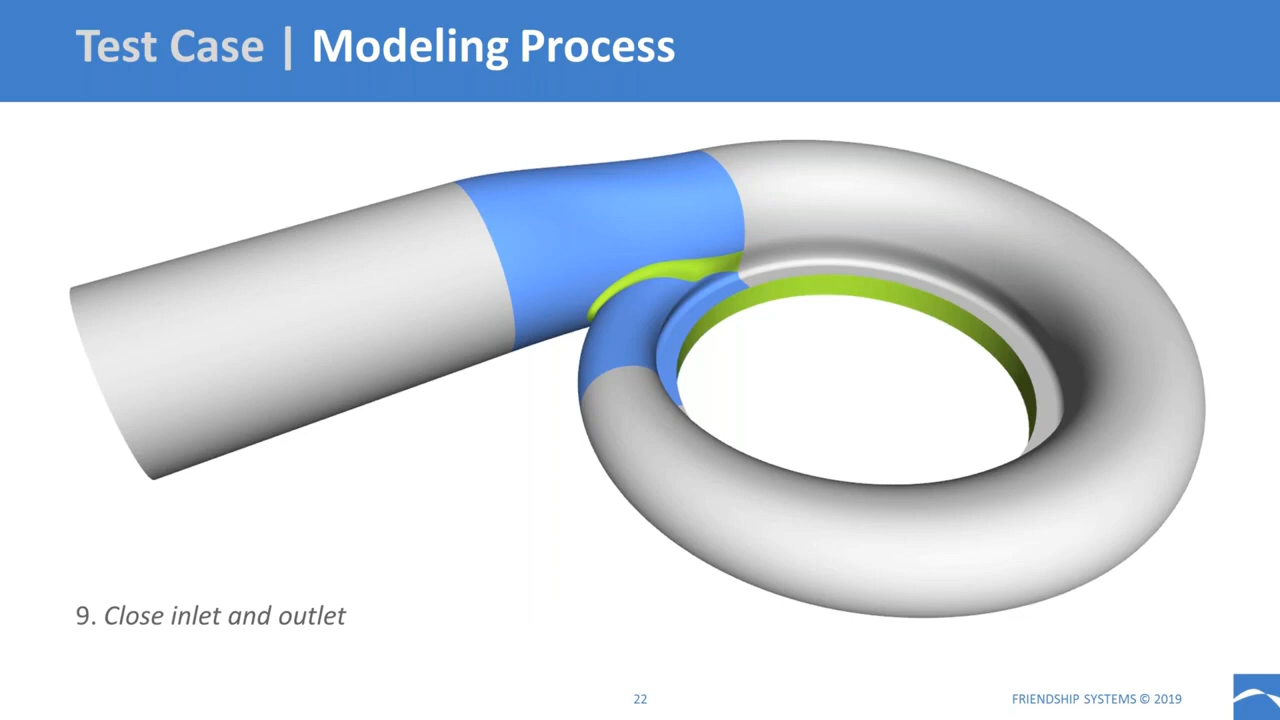 Test Case | Modeling Process
9. Close inlet and outlet
22
FRIENDSHIP SYSTEMS © 2019